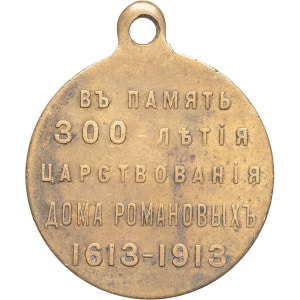 ВЪ ПАМЯТЬ
300-ЛѢТІЯ
ЦАРСТВОВАНІЯ
ДОМА РОМАНОВЫХЪ
1613-1913